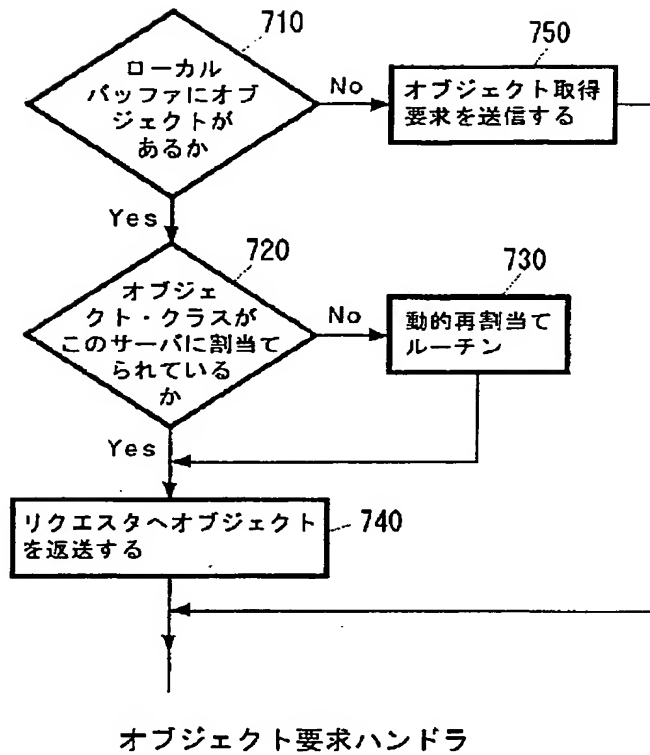 710
ローカル
バッファにオブ
ジェクトが
あるか
No
750
オブジェクト取得
要求を送信する
Yes
720
オブジェ
クト・クラスが
このサーバに割当て
られている
か
No
730
動的再割当て
ルーチン
Yes
リクエスタへオブジェクト
を返送する
740
オブジェクト要求ハンドラ